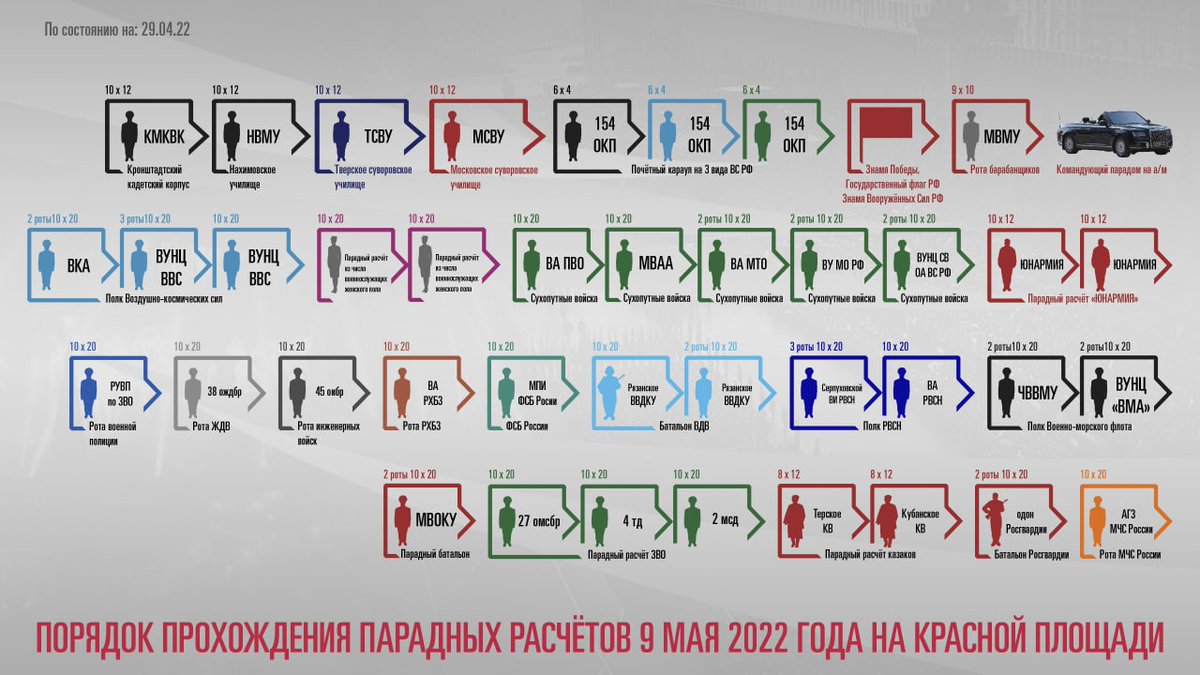 По состоянию на: 29.04.22
10 x 12
КМКВК
Кронштадтский
кадетский корпус
10 x 12
НВМУ
Нахимовское
училище
10 x 12
ТСВУ
Тверское суворовское
училище
10 x 12
МСВУ
Московское суворовское
училище
6 x 4
154
ОКП
6 x 4
154
ОКП
6 x 4
154
ОКП
Почётный караул на 3 вида ВС РФ
Знамя Победы,
Государственный флаг РФ
Знамя Вооружённых Сил РФ
9 x 10
МВМУ
Рота барабанщиков
Командующий парадом на а/м
2 роты10 x 20
ВКА
3 роты10 x 20
ВУНЦ
ВВС
10 x 20
ВУНЦ
ВВС
Полк Воздушно-космических сил
10 x 20
Парадный расчёт
из числа
военнослужащих
женского пола
10 x 20
Парадный расчёт
из числа
военнослужащих
женского пола
10 x 20
ВА ПВО
Сухопутные войска
10 x 20
МВАА
Сухопутные войска
2 роты 10 x 20
ВА МТО
Сухопутные войска
2 роты 10 x 20
ВУ МО РФ
Сухопутные войска
2 роты 10 x 20
ВУНЦ СВ
ОА ВС РФ
Сухопутные войска
10 x 12
ЮНАРМИЯ
10 x 12
ЮНАРМИЯ
Парадный расчёт «ЮНАРМИЯ»
10 x 20
РУВП
по ЗВО
Рота военной
полиции
10 x 20
38 ождбр
Рота ЖДВ
10 x 20
45 оибр
Рота инженерных
войск
10 x 20
ВА
РХБЗ
Рота РХБЗ
10 x 20
МПИ
ФСБ Росии
ФСБ России
10 x 20
Рязанское
ВВДКУ
2 роты 10 x 20
Рязанское
ВВДКУ
Батальон ВДВ
3 роты 10 x 20
Серпуховской
ВИ РВСН
10 x 20
ВА
РВСН
Полк РВСН
2 роты10 x 20
ЧВВМУ
2 роты10 x 20
ВУНЦ
«ВМА»
Полк Военно-морского флота
2 роты 10 x 20
МВОКУ
Парадный батальон
10 x 20
27 омсбр
10 x 20
4 тд
10 x 20
2 мсд
Парадный расчёт ЗВО
8 x 12
Терское
КВ
8 x 12
Кубанское
КВ
Парадный расчёт казаков
2 роты 10 x 20
одон
Росгвардии
Батальон Росгвардии
10 x 20
АГЗ
МЧС России
Рота МЧС России
ПОРЯДОК ПРОХОЖДЕНИЯ ПАРАДНЫХ РАСЧЁТОВ 9 МАЯ 2022 ГОДА НА КРАСНОЙ ПЛОЩАДИ